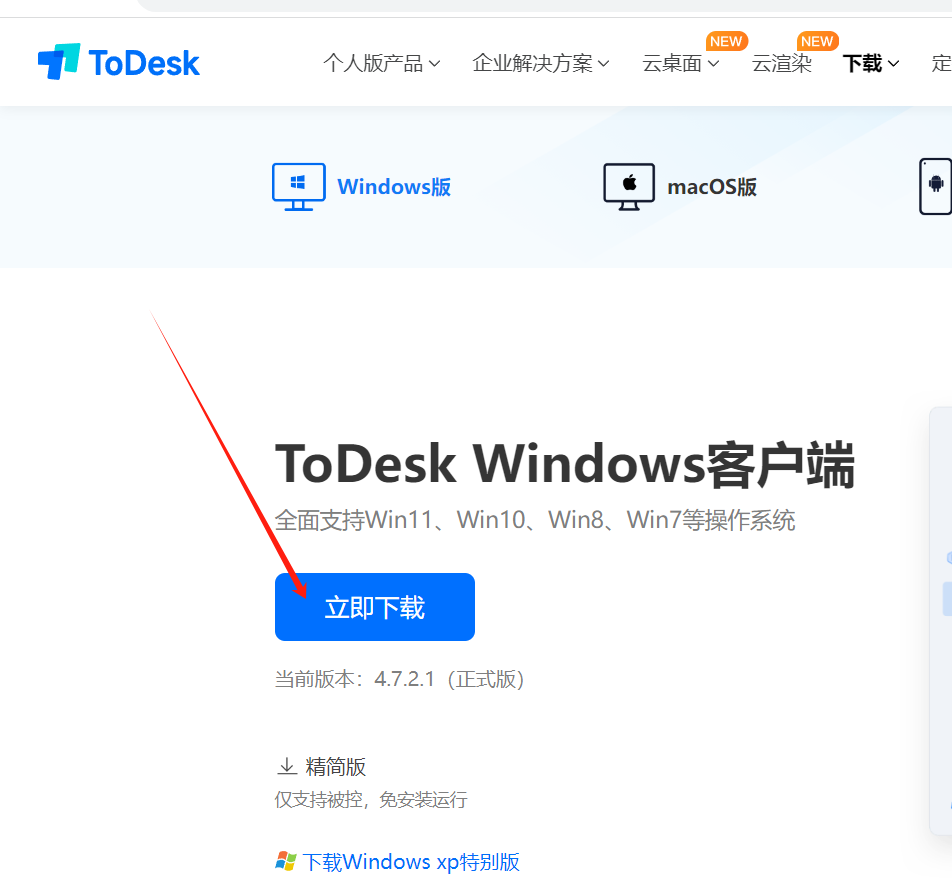 ToDesk
个人版产品 企业解决方案 云桌面 NEW 云渲染 NEW 下载 定
Windows版 macOS版
ToDesk Windows客户端
全面支持Win11、Win10、Win8、Win7等操作系统
立即下载
当前版本：4.7.2.1（正式版）
精简版
仅支持被控，免安装运行
下载Windows xp特别版